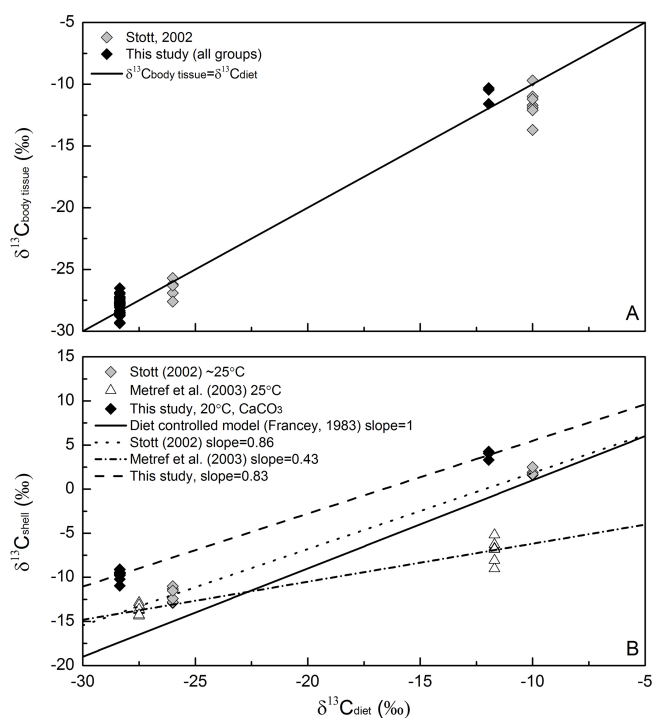 -5
-10
-15
-20
-25
-30
δ¹³Cbody tissue (‰)
Stott, 2002
This study (all groups)
δ¹³Cbody tissue=δ¹³Cdiet
A
15
10
5
0
-5
-10
-15
-20
δ¹³Cshell (‰)
Stott (2002) ~25°C
Metref et al. (2003) 25°C
This study, 20°C, CaCO3
Diet controlled model (Francey, 1983) slope=1
Stott (2002) slope=0.86
Metref et al. (2003) slope=0.43
This study, slope=0.83
B
-30 -25 -20 -15 -10 -5
δ¹³Cdiet (‰)